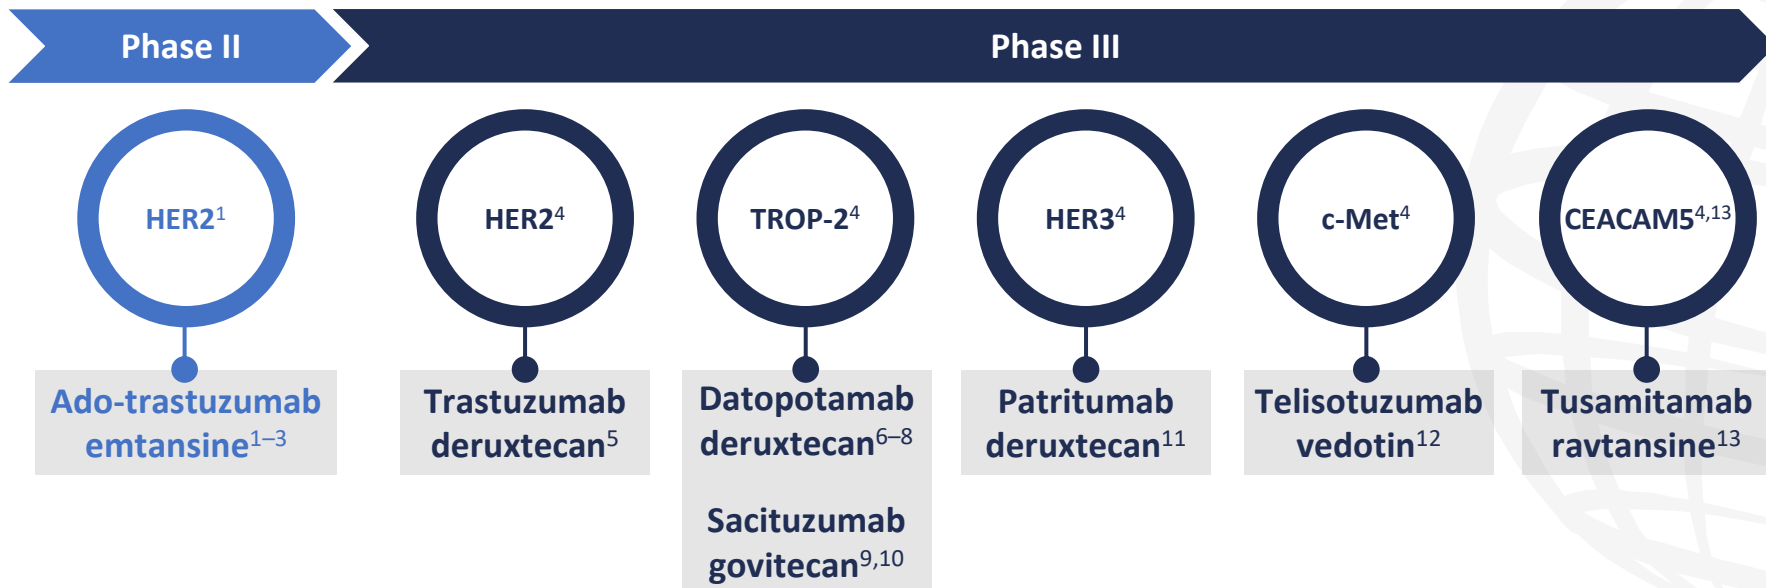 Phase II
Phase III
HER2¹
HER2⁴
TROP-2⁴
HER3⁴
c-Met⁴
CEACAM5⁴,¹³
Ado-trastuzumab
emtansine¹⁻³
Trastuzumab
deruxtecan⁵
Datopotamab
deruxtecan⁶⁻⁸
Sacituzumab
govitecan⁹,¹⁰
Patritumab
deruxtecan¹¹
Telisotuzumab
vedotin¹²
Tusamitamab
ravtansine¹³